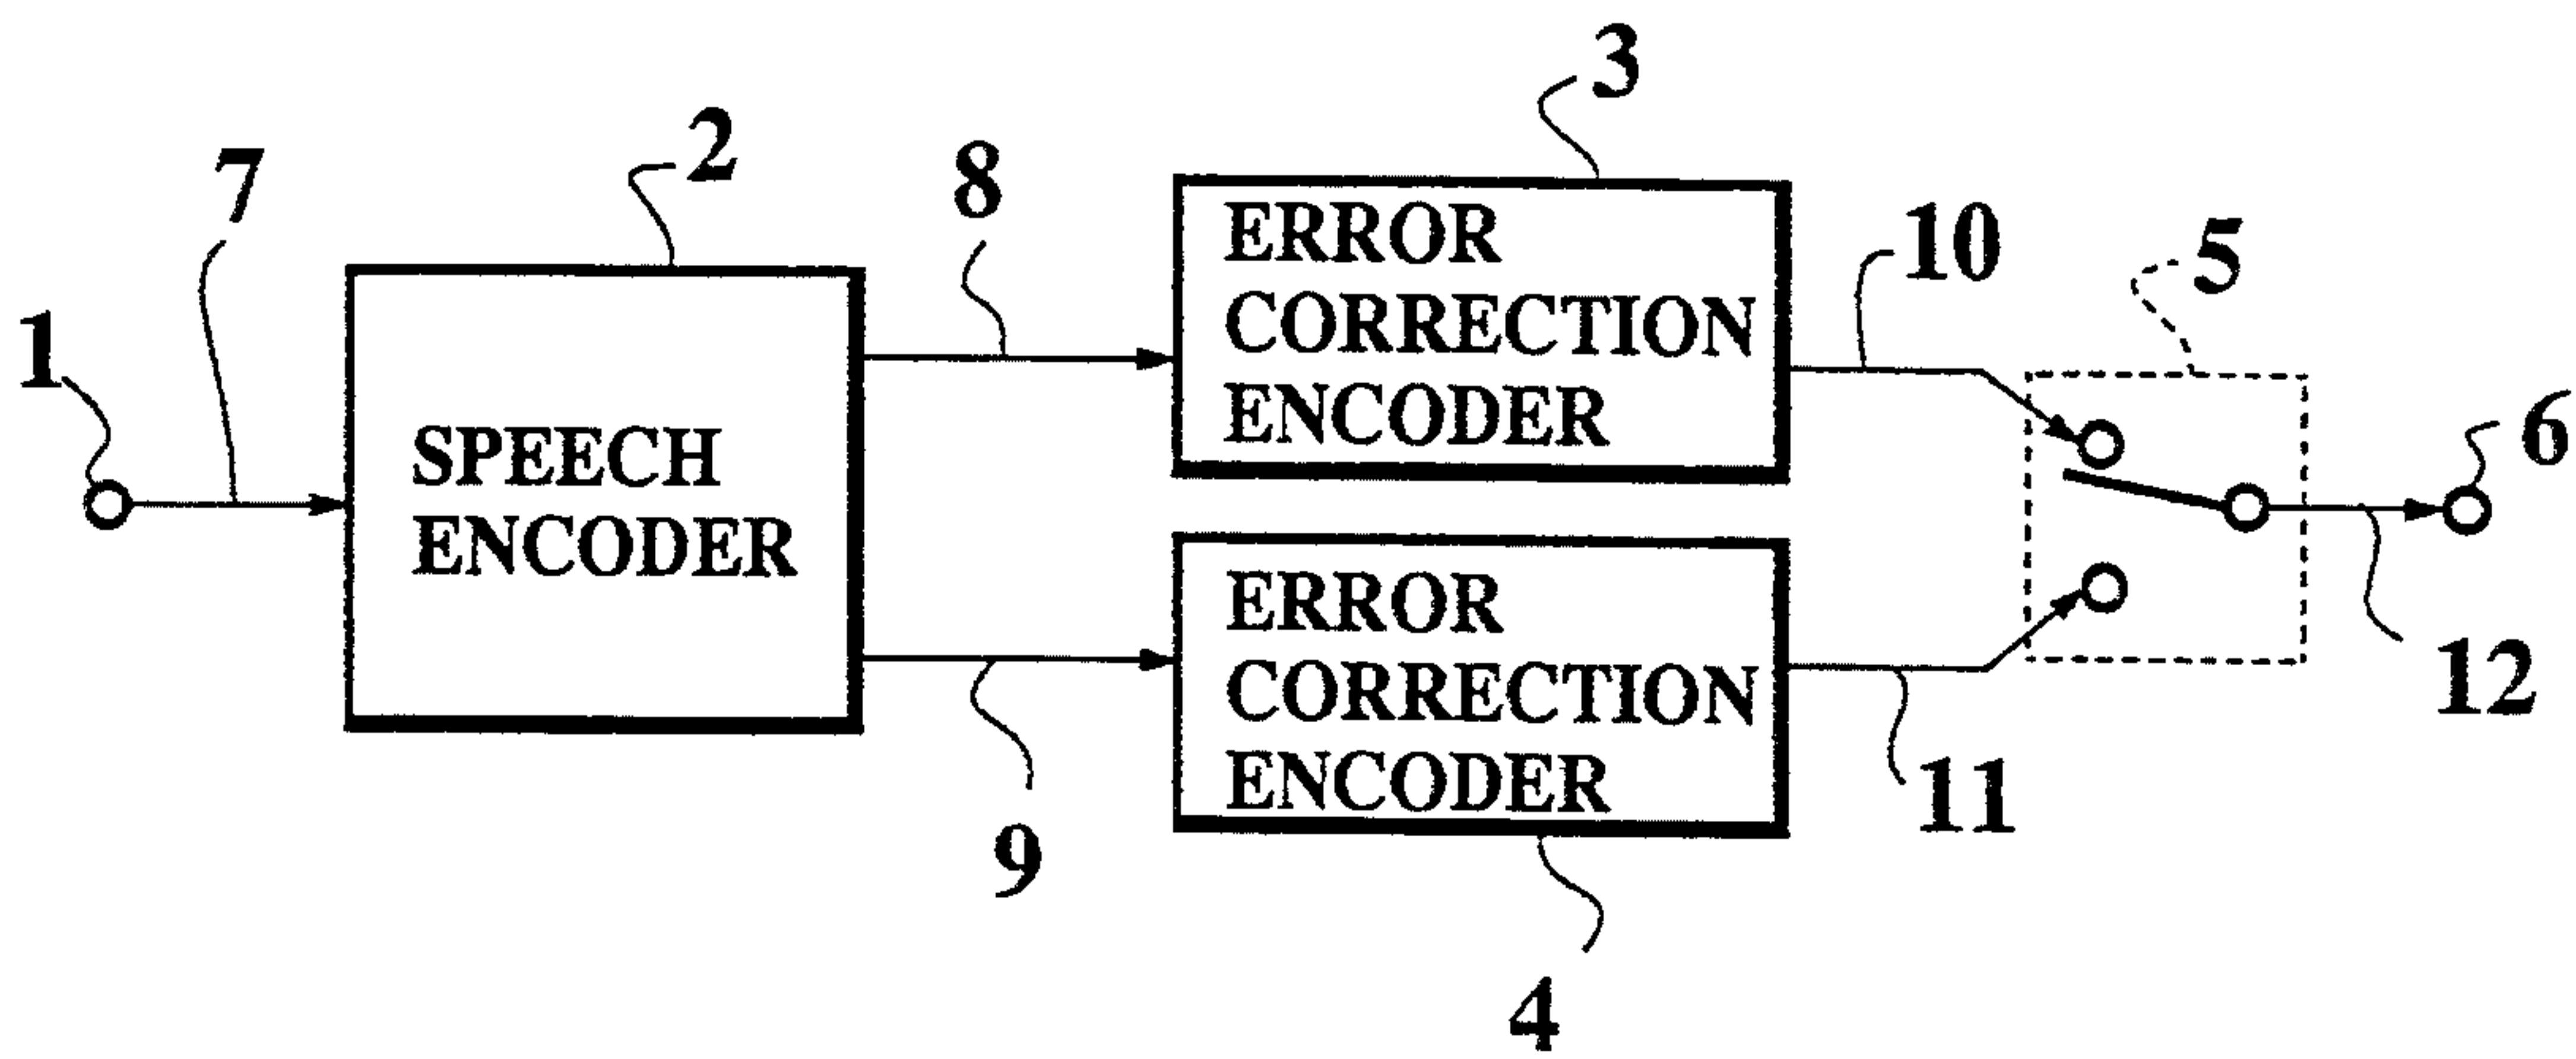 3
2
7
8
ERROR
CORRECTION
ENCODER
10
5
1
SPEECH
ENCODER
6
ERROR
CORRECTION
ENCODER
12
9
11
4